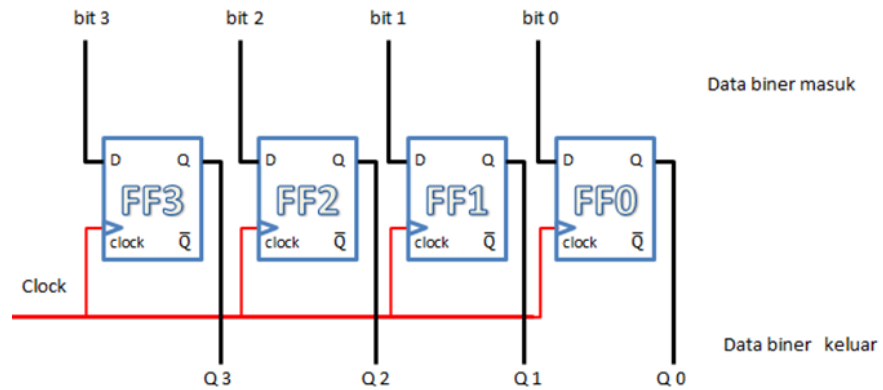 bit 3 bit 2 bit 1 bit 0
Data biner masuk
D Q D Q D Q D Q
FF3 FF2 FF1 FF0
clock Q̅ clock Q̅ clock Q̅ clock Q̅
Clock
Data biner keluar
Q 3 Q 2 Q 1 Q 0